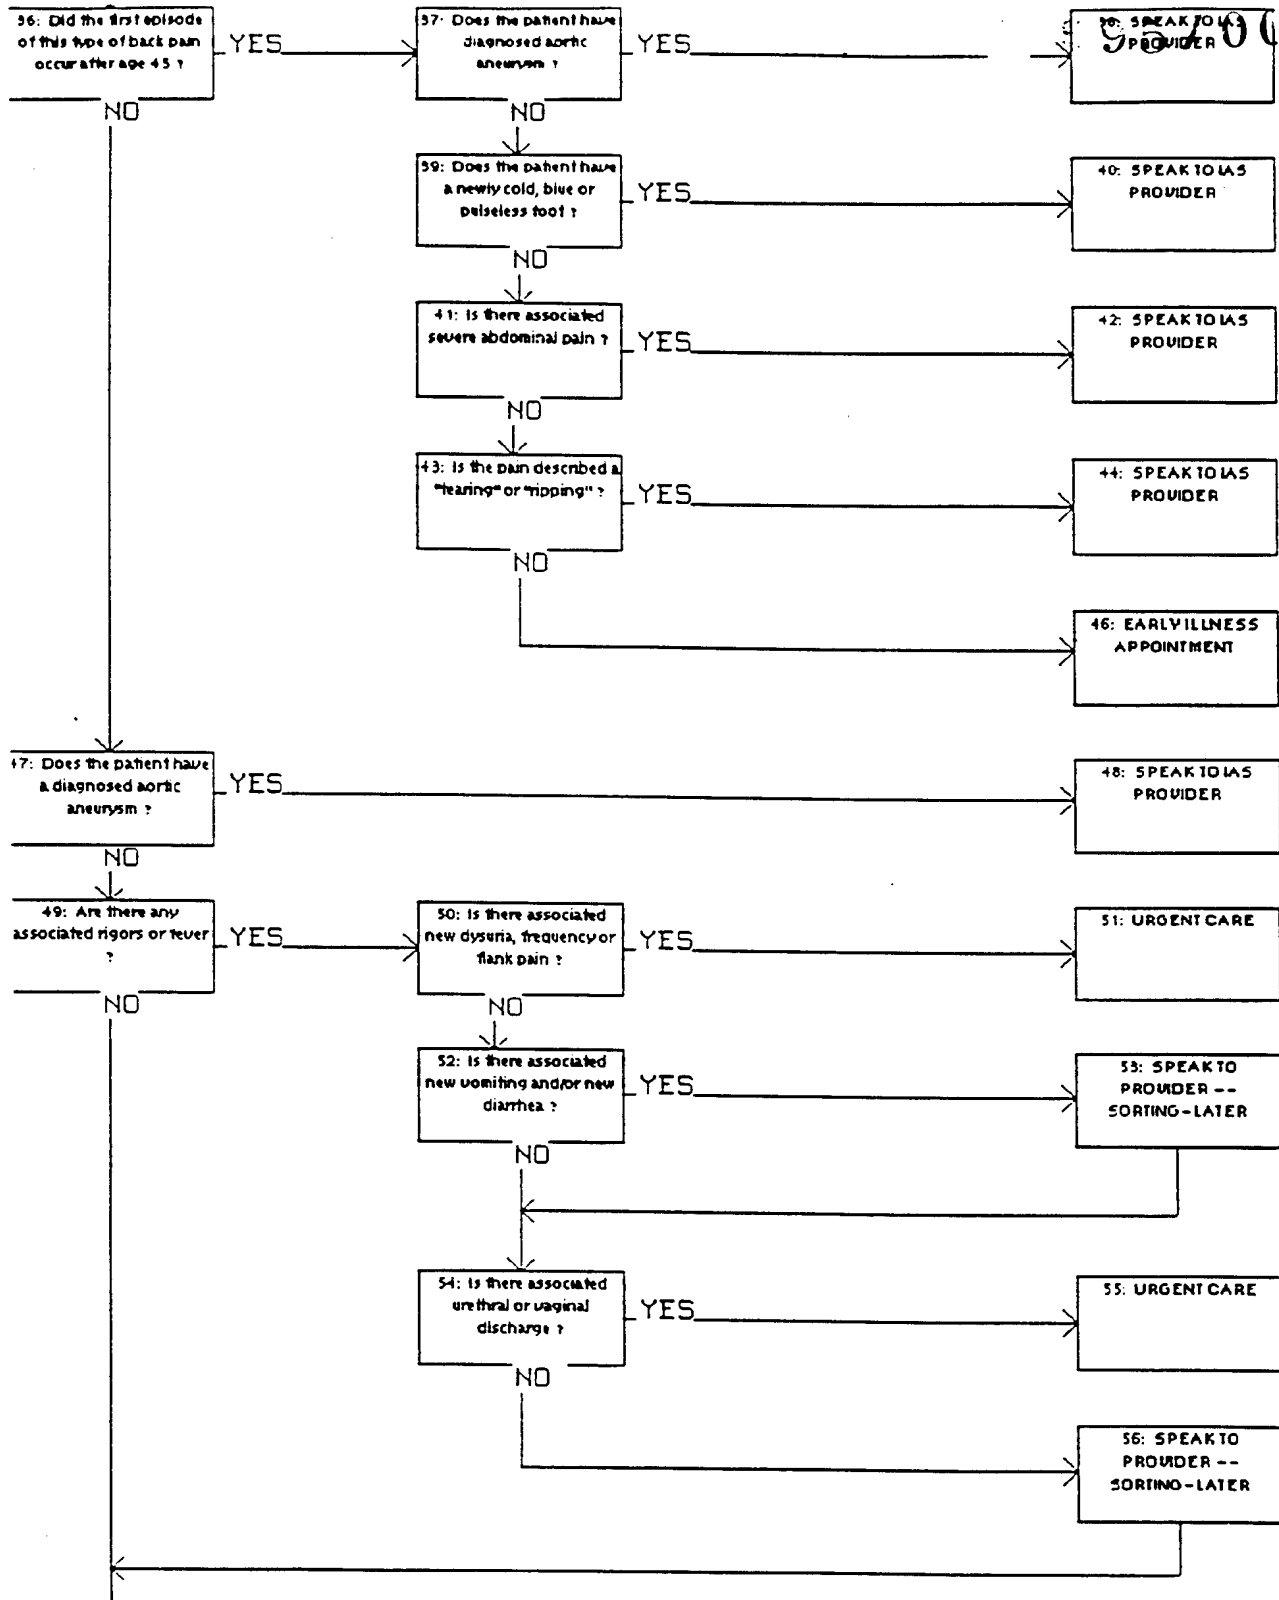 36: Did the first episode
of this type of back pain
occur after age 45 ?
YES
37: Does the patient have
diagnosed aortic
aneurysm ?
YES
38: SPEAK TO IAS
PROVIDER
NO
NO
39: Does the patient have
a newly cold, blue or
pulseless foot ?
YES
40: SPEAK TO IAS
PROVIDER
NO
41: Is there associated
severe abdominal pain ?
YES
42: SPEAK TO IAS
PROVIDER
NO
43: Is the pain described a
"tearing" or "ripping" ?
YES
44: SPEAK TO IAS
PROVIDER
NO
46: EARLY ILLNESS
APPOINTMENT
47: Does the patient have
a diagnosed aortic
aneurysm ?
YES
48: SPEAK TO IAS
PROVIDER
NO
49: Are there any
associated rigors or fever
?
YES
50: Is there associated
new dysuria, frequency or
flank pain ?
YES
51: URGENT CARE
NO
NO
52: Is there associated
new vomiting and/or new
diarrhea ?
YES
53: SPEAK TO
PROVIDER --
SORTING-LATER
NO
54: Is there associated
urethral or vaginal
discharge ?
YES
55: URGENT CARE
NO
56: SPEAK TO
PROVIDER --
SORTING-LATER